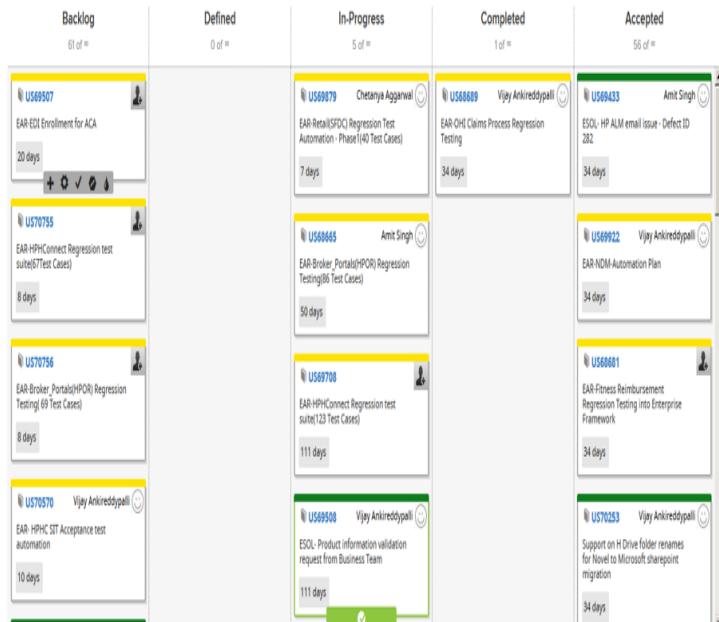 Backlog
61 of ∞
Defined
0 of ∞
In-Progress
5 of ∞
Completed
1 of ∞
Accepted
56 of ∞
US69507
EAR-EDI Enrollment for ACA
20 days
US70755
EAR-HPHConnect Regression test
suite(67Test Cases)
8 days
US70756
EAR-Broker_Portals(HPOR) Regression
Testing( 69 Test Cases)
8 days
US70570 Vijay Ankireddypalli
EAR- HPHC SIT Acceptance test
automation
10 days
US69879 Chetanya Aggarwal
EAR-Retail(SFDC) Regression Test
Automation - Phase1(40 Test Cases)
7 days
US68665 Amit Singh
EAR-Broker_Portals(HPOR) Regression
Testing(86 Test Cases)
50 days
US69708
EAR-HPHConnect Regression test
suite(123 Test Cases)
111 days
US69508 Vijay Ankireddypalli
ESOL- Product information validation
request from Business Team
111 days
US68689 Vijay Ankireddypalli
EAR-OHI Claims Process Regression
Testing
34 days
US69433 Amit Singh
ESOL- HP ALM email issue - Defect ID
282
34 days
US69922 Vijay Ankireddypalli
EAR-NDM-Automation Plan
34 days
US68681
EAR-Fitness Reimbursement
Regression Testing into Enterprise
Framework
34 days
US70253 Vijay Ankireddypalli
Support on H Drive folder renames
for Novel to Microsoft sharepoint
migration
34 days